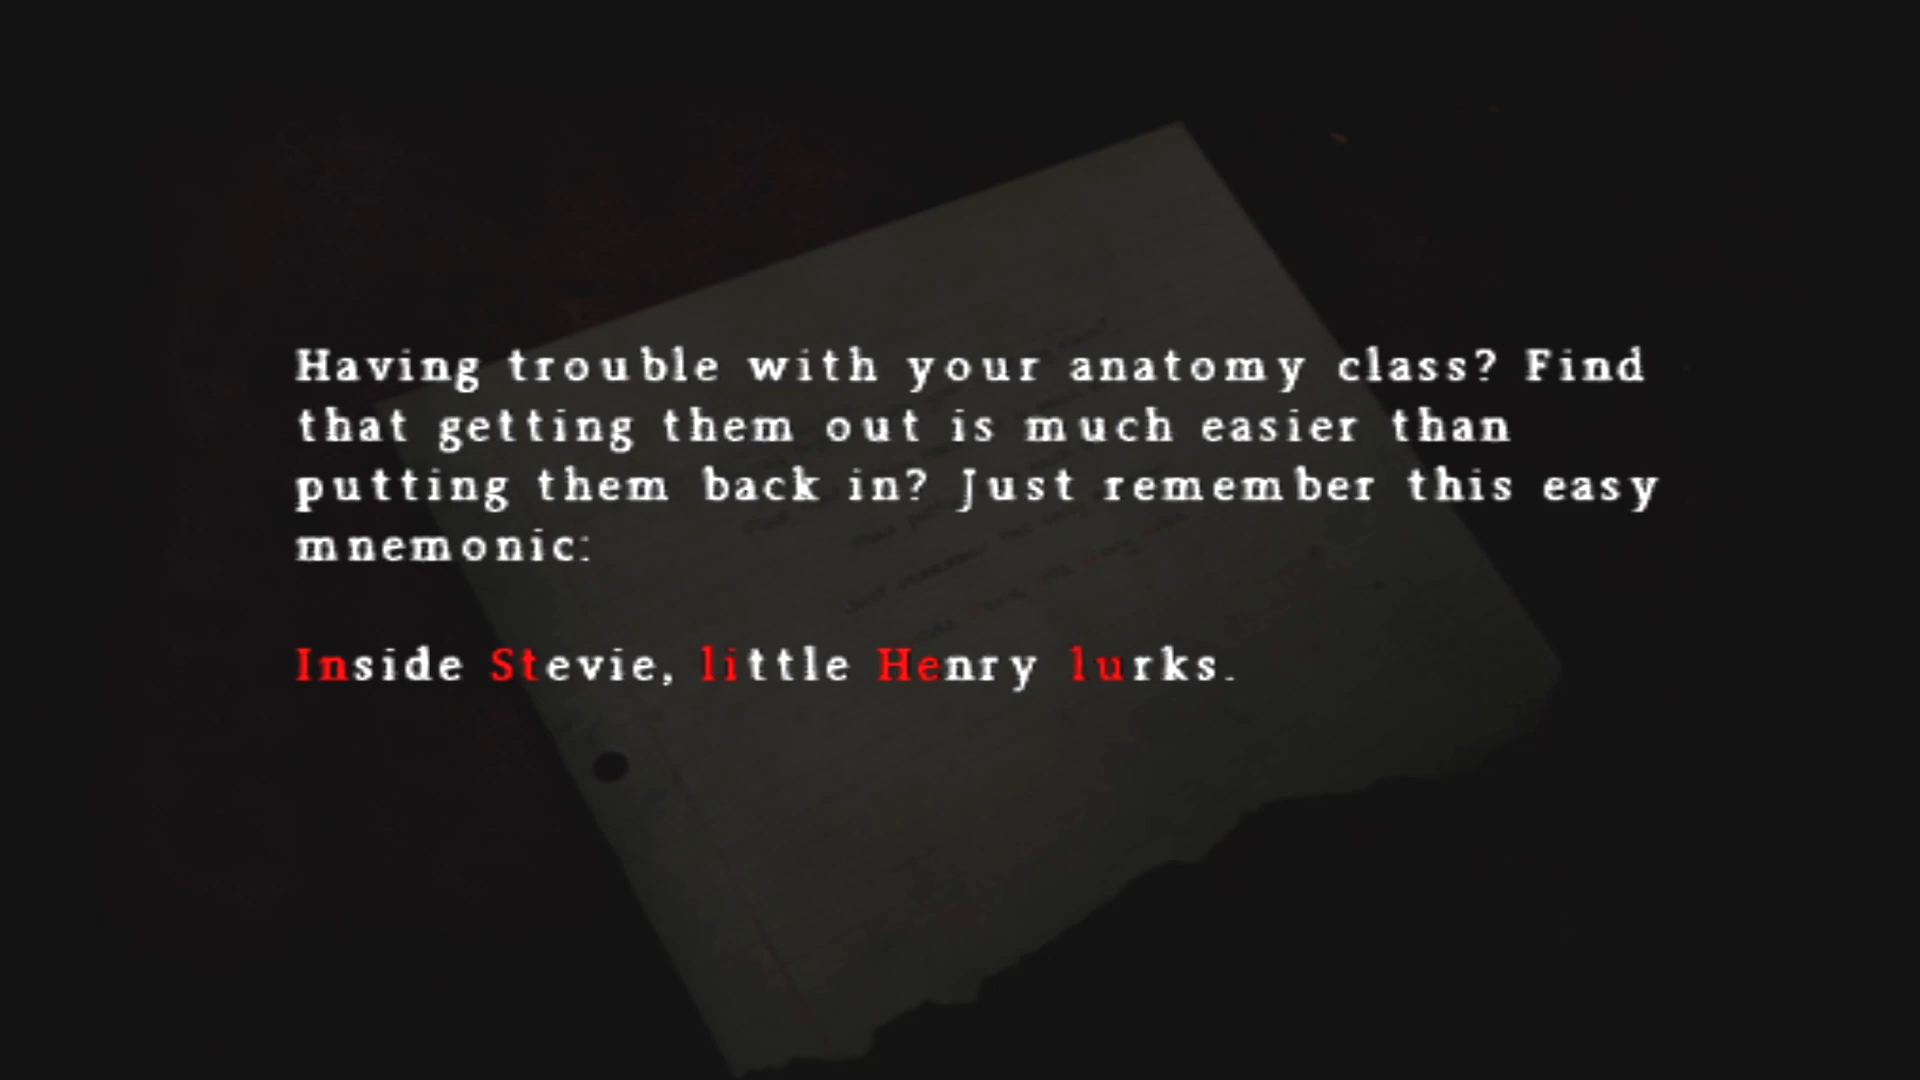 Having trouble with your anatomy class? Find
that getting them out is much easier than
putting them back in? Just remember this easy
mnemonic:
Inside Stevie, little Henry lurks.